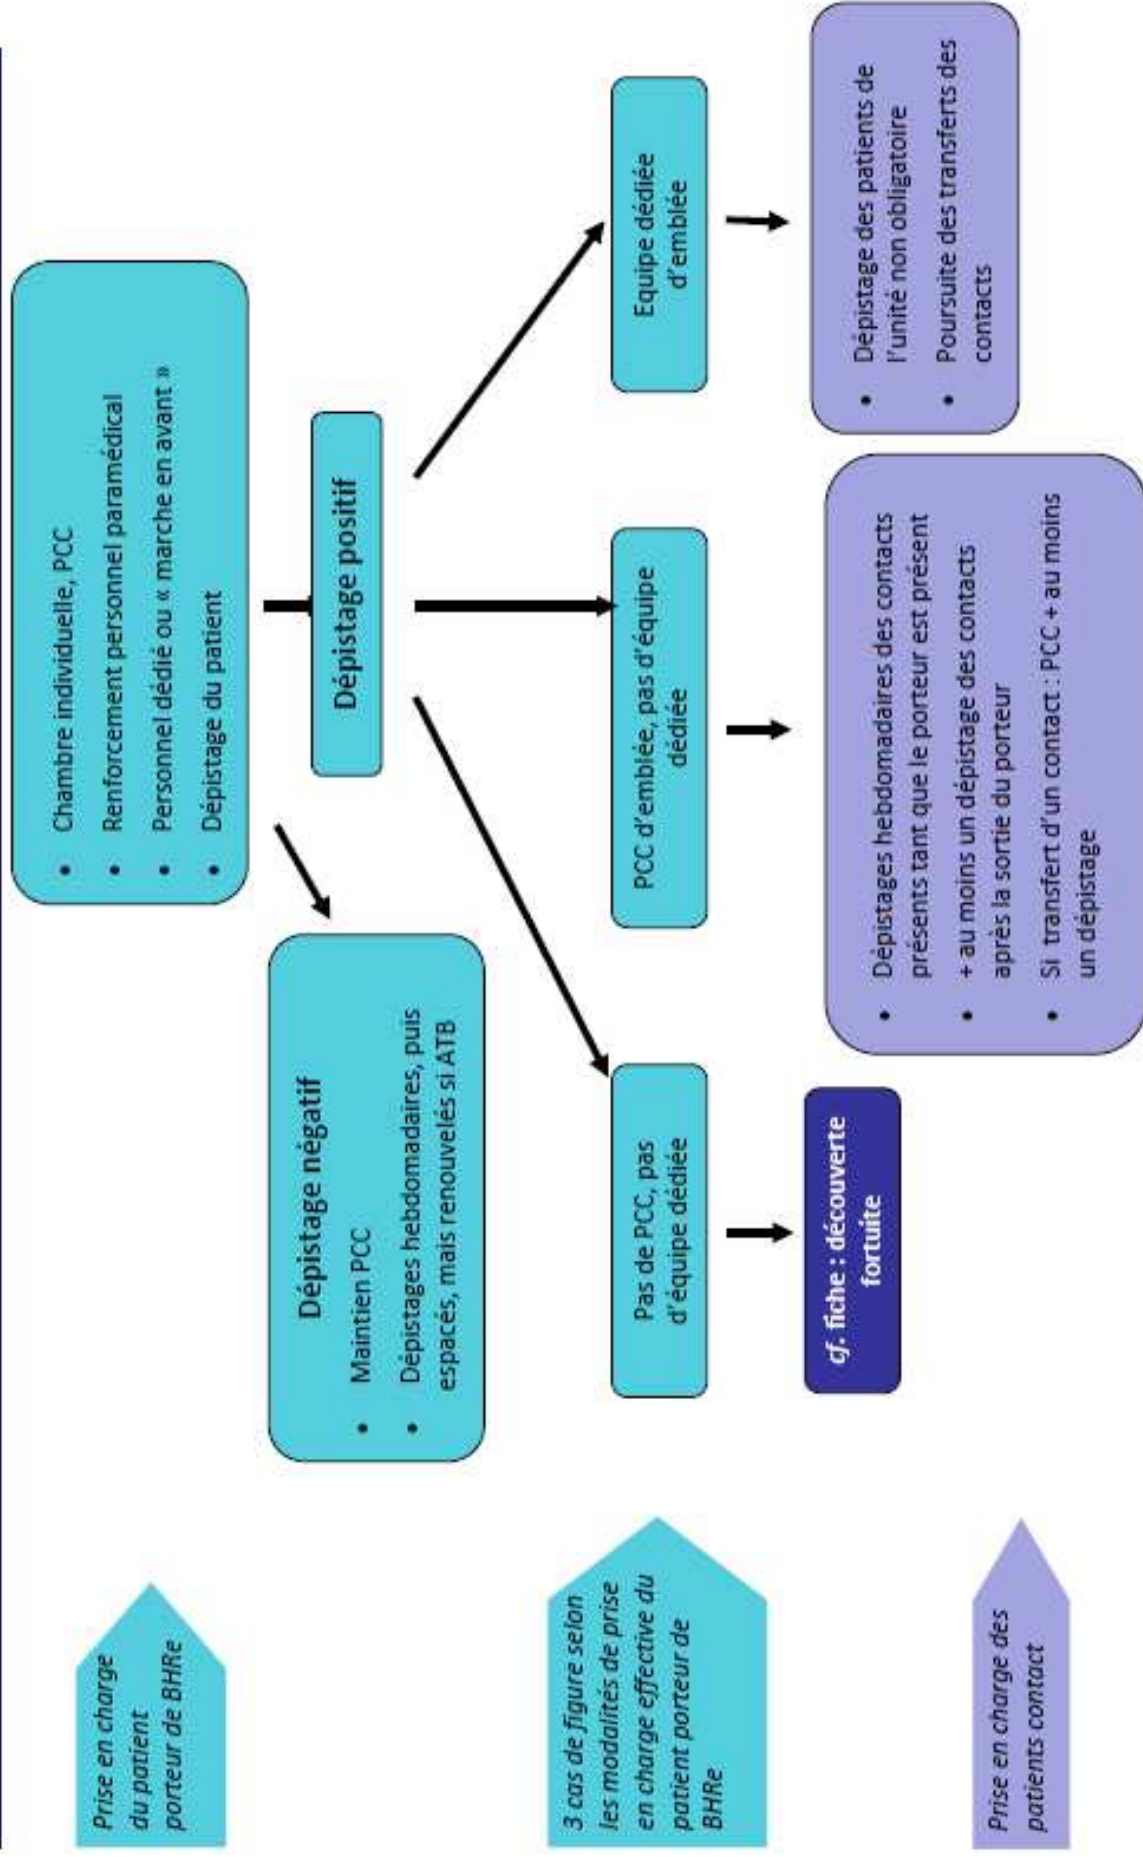 Prise en charge
du patient
porteur de BHRe
• Chambre individuelle, PCC
• Renforcement personnel paramédical
• Personnel dédié ou « marche en avant »
• Dépistage du patient
Dépistage négatif
• Maintien PCC
• Dépistages hebdomadaires, puis
espacés, mais renouvelés si ATB
Dépistage positif
3 cas de figure selon
les modalités de prise
en charge effective du
patient porteur de
BHRe
Pas de PCC, pas
d'équipe dédiée
PCC d'emblée, pas d'équipe
dédiée
Equipe dédiée
d'emblée
Prise en charge des
patients contact
cf. fiche : découverte
fortuite
• Dépistages hebdomadaires des contacts
présents tant que le porteur est présent
• + au moins un dépistage des contacts
après la sortie du porteur
• Si transfert d'un contact : PCC + au moins
un dépistage
• Dépistage des patients de
l'unité non obligatoire
• Poursuite des transferts des
contacts